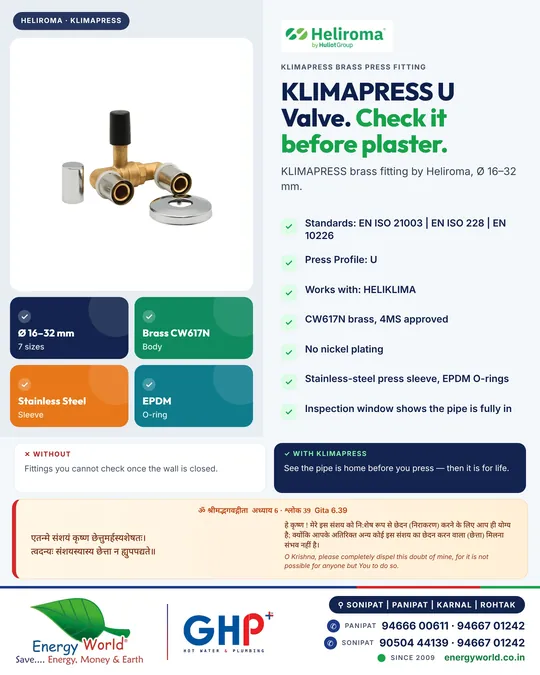 HELIROMA · KLIMAPRESS
Heliroma
by HuliotGroup
KLIMAPRESS BRASS PRESS FITTING
KLIMAPRESS U
Valve. Check it
before plaster.
KLIMAPRESS brass fitting by Heliroma, Ø 16–32
mm.
Standards: EN ISO 21003 | EN ISO 228 | EN
10226
Press Profile: U
Works with: HELIKLIMA
CW617N brass, 4MS approved
No nickel plating
Stainless-steel press sleeve, EPDM O-rings
Inspection window shows the pipe is fully in
Ø 16–32 mm
7 sizes
Brass CW617N
Body
Stainless Steel
Sleeve
EPDM
O-ring
✕ WITHOUT
Fittings you cannot check once the wall is closed.
✓ WITH KLIMAPRESS
See the pipe is home before you press — then it is for life.
ॐ श्रीमद्भगवद्गीता अध्याय 6 · श्लोक 39 Gita 6.39
एतन्मे संशयं कृष्ण छेत्तुमर्हस्यशेषतः।
त्वदन्यः संशयस्यास्य छेत्ता न ह्युपपद्यते॥
हे कृष्ण ! मेरे इस संशय को नि:शेष रूप से छेदन (निराकरण) करने के लिए आप ही योग्य
है; क्योंकि आपके अतिरिक्त अन्य कोई इस संशय का छेदन करन वाला (छेत्ता) मिलना
संभव नहीं है।
O Krishna, please completely dispel this doubt of mine, for it is not
possible for anyone but You to do so.
Energy World
Save.... Energy, Money & Earth
GHP+
HOT WATER & PLUMBING
SONIPAT | PANIPAT | KARNAL | ROHTAK
PANIPAT 94666 00611 · 94667 01242
SONIPAT 90504 44139 · 94667 01242
SINCE 2009 energyworld.co.in